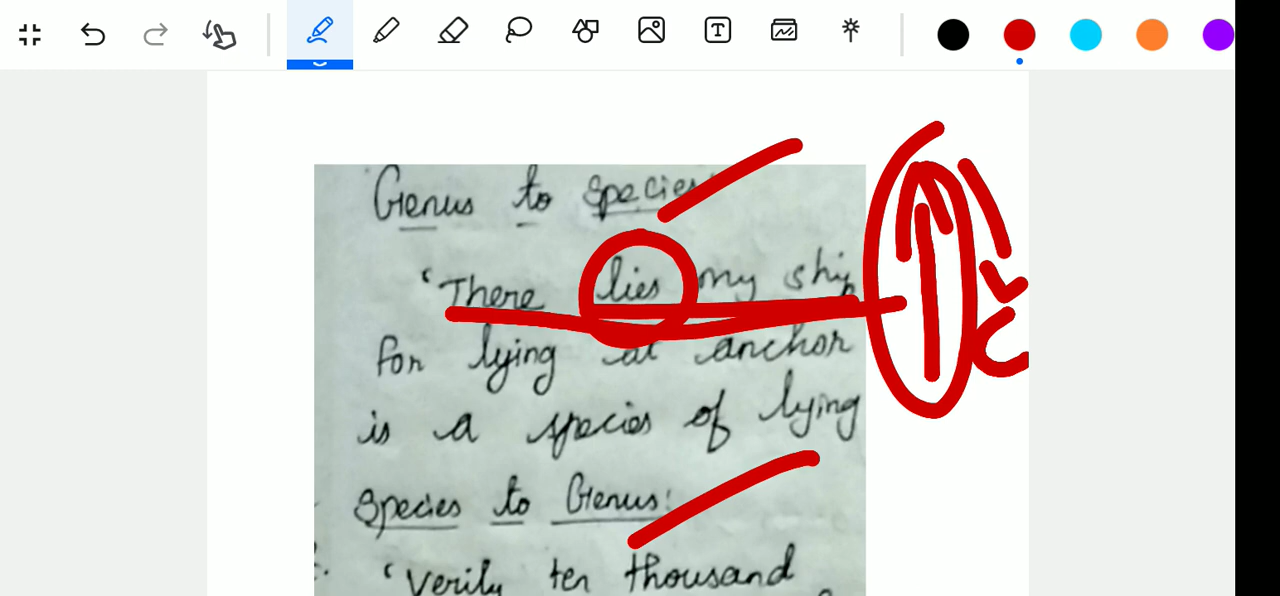 Genus to species:
'There lies my ship
for lying at anchor
is a species of lying
Species to Genus:
'Verily ten thousand